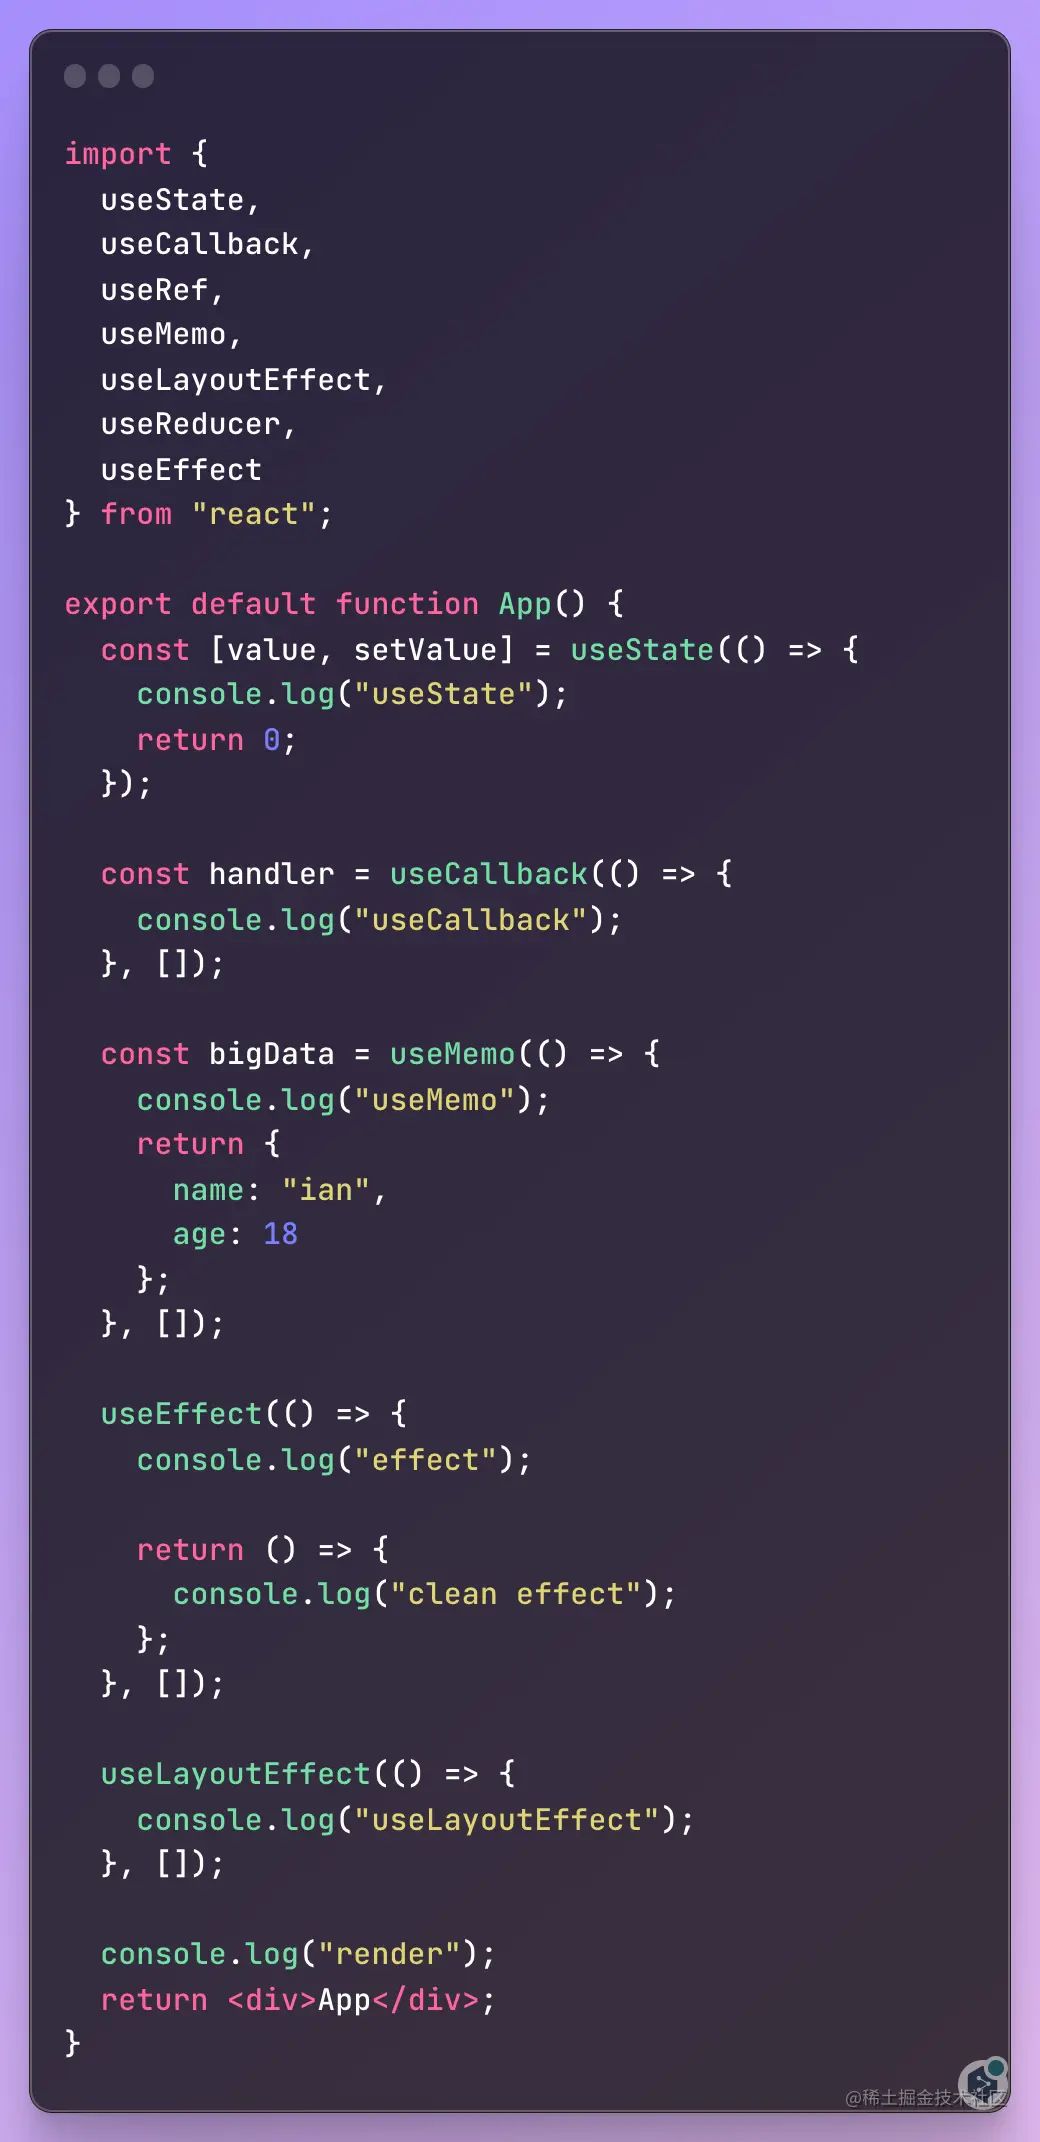 import {
  useState,
  useCallback,
  useRef,
  useMemo,
  useLayoutEffect,
  useReducer,
  useEffect
} from "react";

export default function App() {
  const [value, setValue] = useState(() => {
    console.log("useState");
    return 0;
  });

  const handler = useCallback(() => {
    console.log("useCallback");
  }, []);

  const bigData = useMemo(() => {
    console.log("useMemo");
    return {
      name: "ian",
      age: 18
    };
  }, []);

  useEffect(() => {
    console.log("effect");

    return () => {
      console.log("clean effect");
    };
  }, []);

  useLayoutEffect(() => {
    console.log("useLayoutEffect");
  }, []);

  console.log("render");
  return <div>App</div>;
}
@稀土掘金技术社区